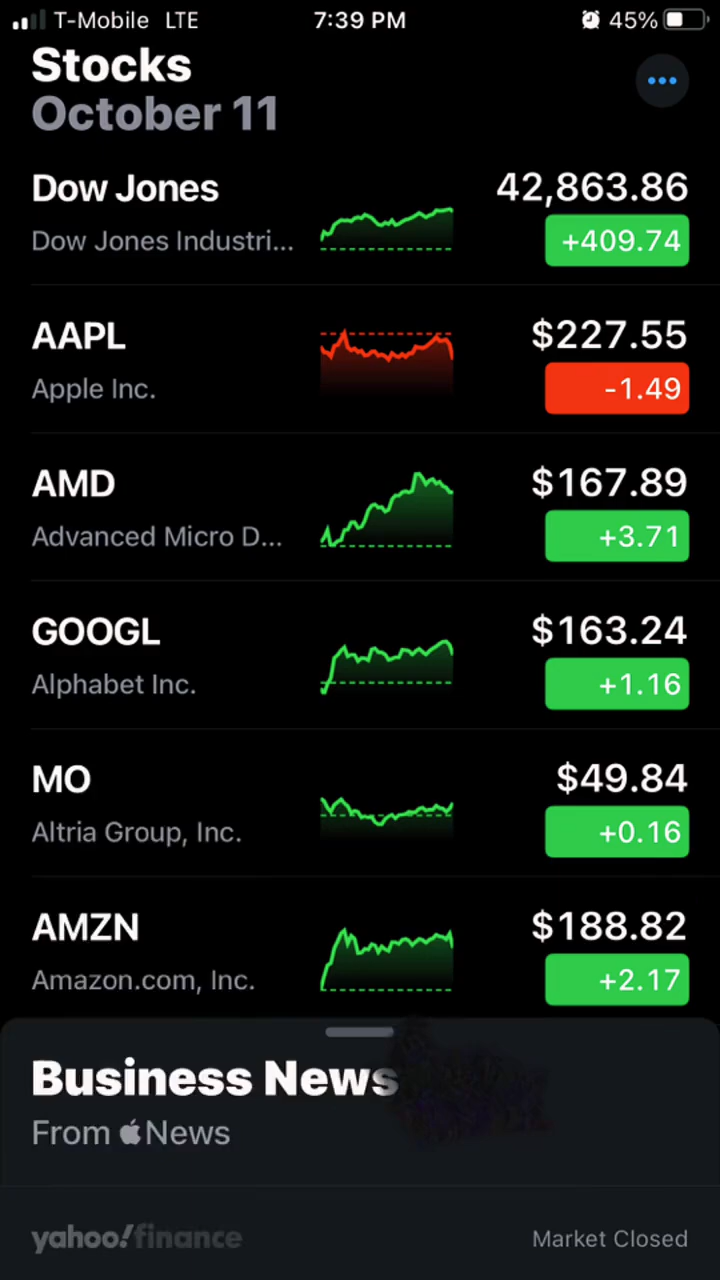 T-Mobile LTE 7:39 PM 45%
Stocks
October 11
Dow Jones 42,863.86
Dow Jones Industri... +409.74
AAPL $227.55
Apple Inc. -1.49
AMD $167.89
Advanced Micro D... +3.71
GOOGL $163.24
Alphabet Inc. +1.16
MO $49.84
Altria Group, Inc. +0.16
AMZN $188.82
Amazon.com, Inc. +2.17
Business News
From News
yahoo!finance Market Closed